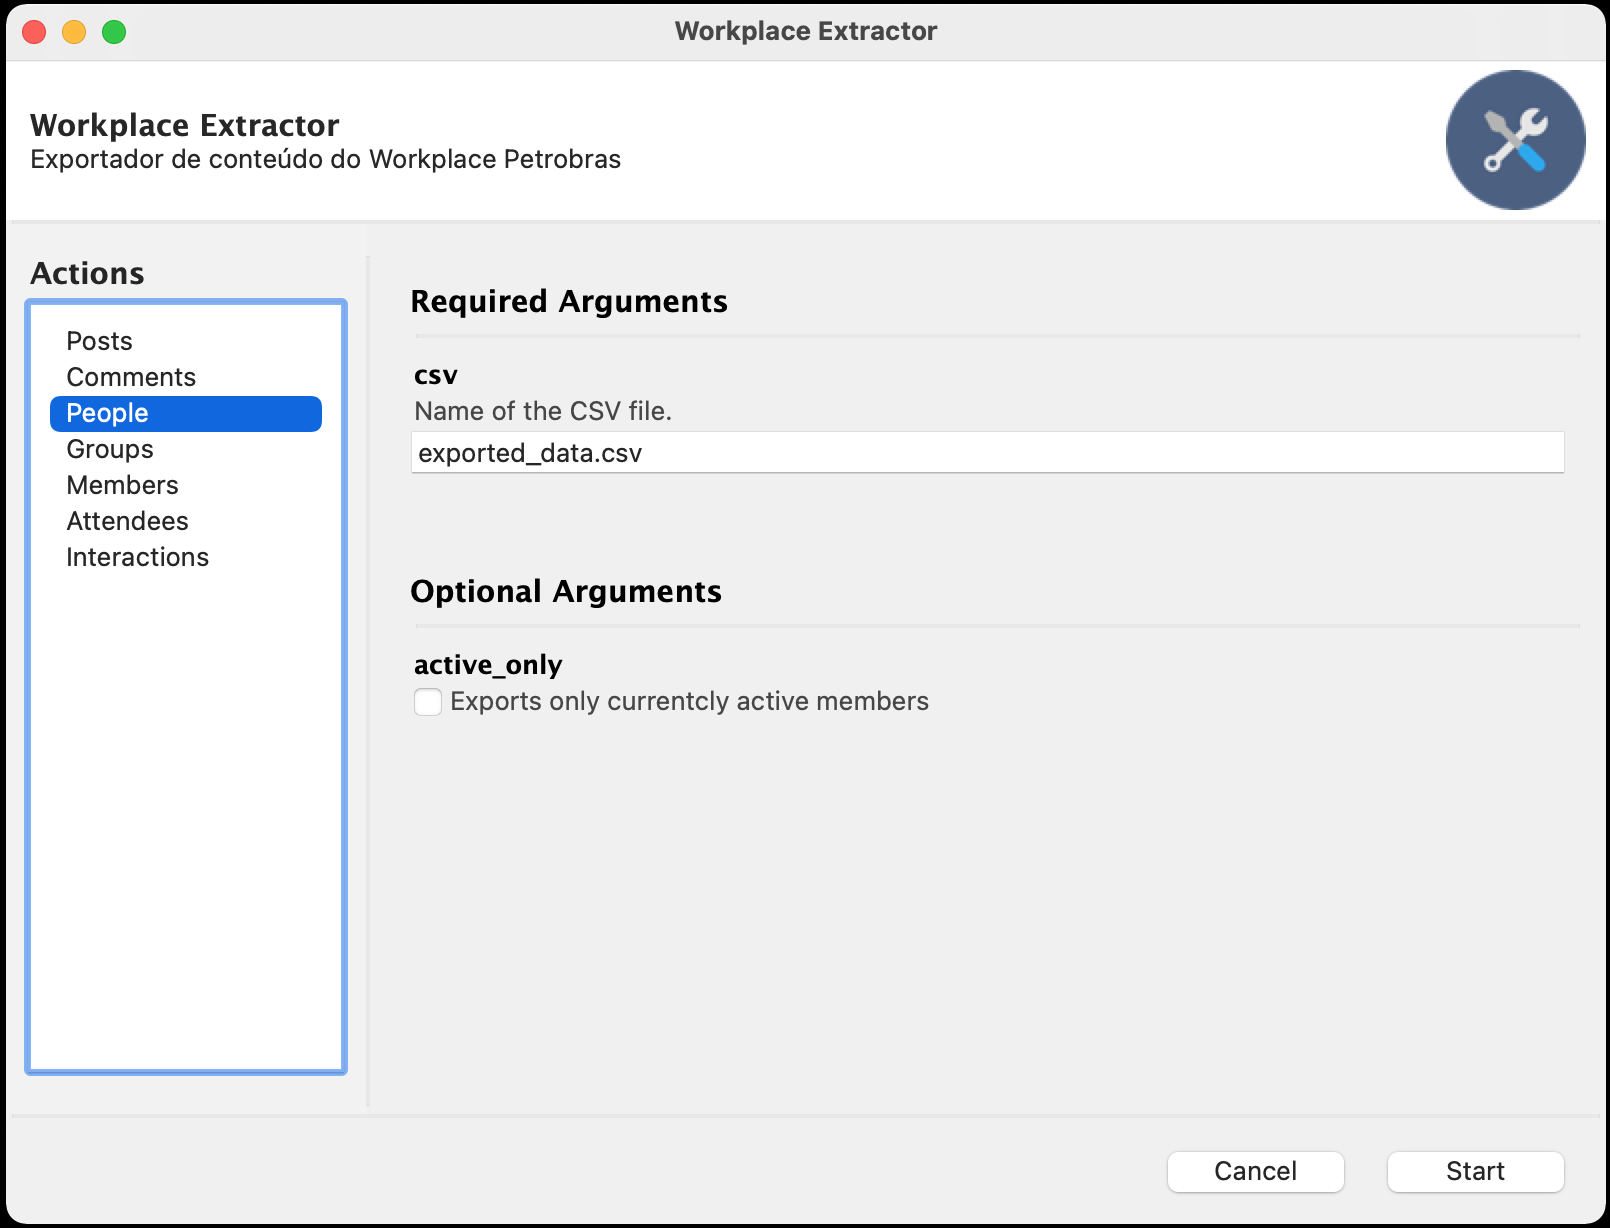 Workplace Extractor
Workplace Extractor
Exportador de conteúdo do Workplace Petrobras
Actions
Posts
Comments
People
Groups
Members
Attendees
Interactions
Required Arguments
csv
Name of the CSV file.
exported_data.csv
Optional Arguments
active_only
Exports only currentcly active members
Cancel
Start